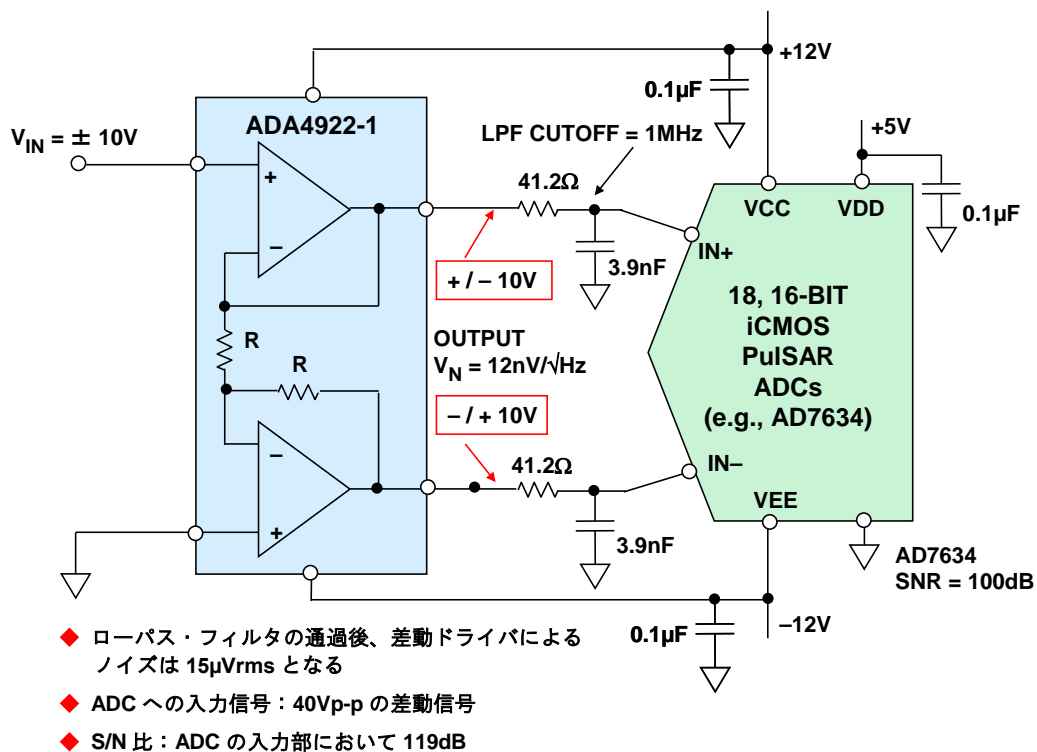 +12V
0.1µF
ADA4922-1
V_IN = ± 10V
LPF CUTOFF = 1MHz
+5V
41.2Ω
VCC
VDD
0.1µF
+
–
IN+
3.9nF
+ / – 10V
18, 16-BIT
iCMOS
PulSAR
ADCs
(e.g., AD7634)
R
R
OUTPUT
V_N = 12nV/√Hz
– / + 10V
–
+
41.2Ω
IN–
VEE
3.9nF
AD7634
SNR = 100dB
0.1µF
–12V
◆ ローパス・フィルタの通過後、差動ドライバによる
ノイズは 15µVrms となる
◆ ADC への入力信号：40Vp-p の差動信号
◆ S/N 比：ADC の入力部において 119dB